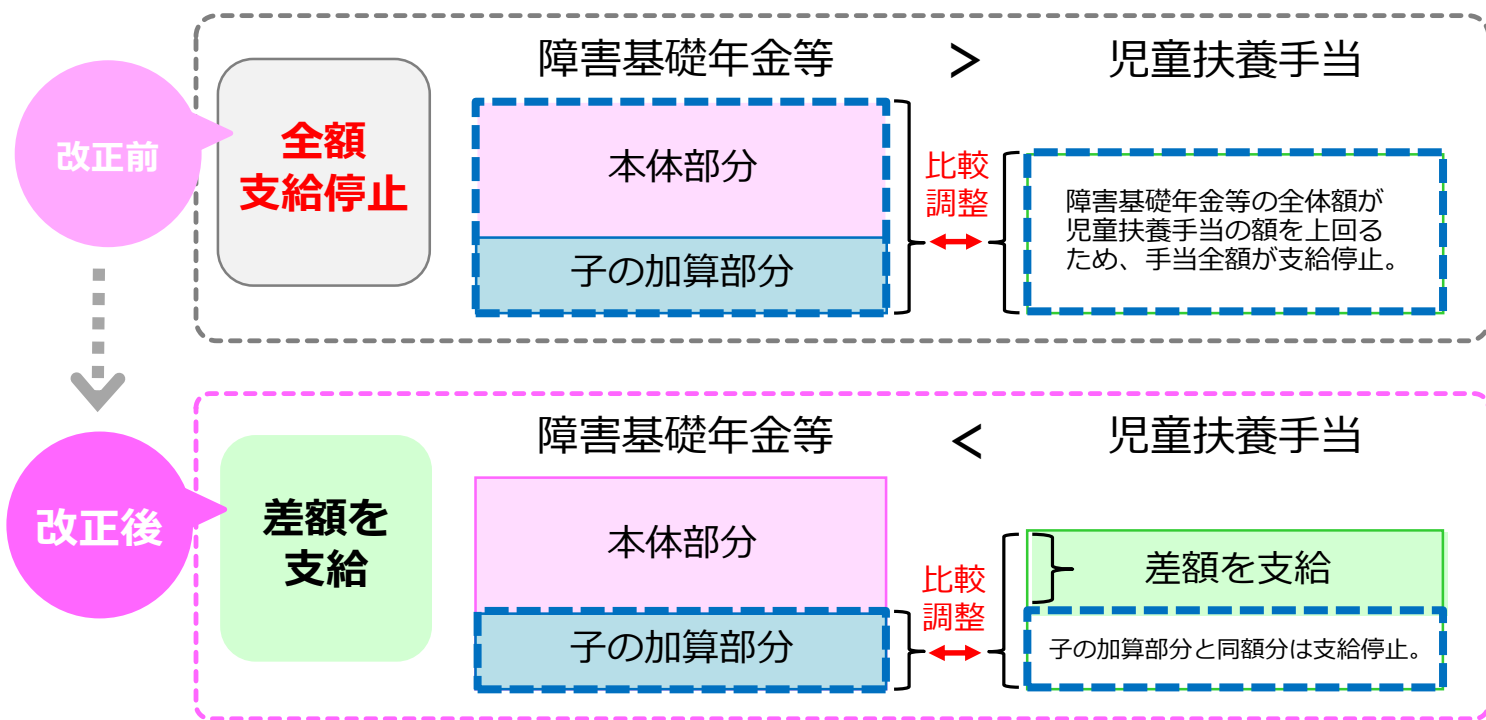 障害基礎年金等 > 児童扶養手当
改正前
全額
支給停止
本体部分
子の加算部分
比較
調整
障害基礎年金等の全体額が
児童扶養手当の額を上回る
ため、手当全額が支給停止。
障害基礎年金等 < 児童扶養手当
改正後
差額を
支給
本体部分
子の加算部分
比較
調整
差額を支給
子の加算部分と同額分は支給停止。